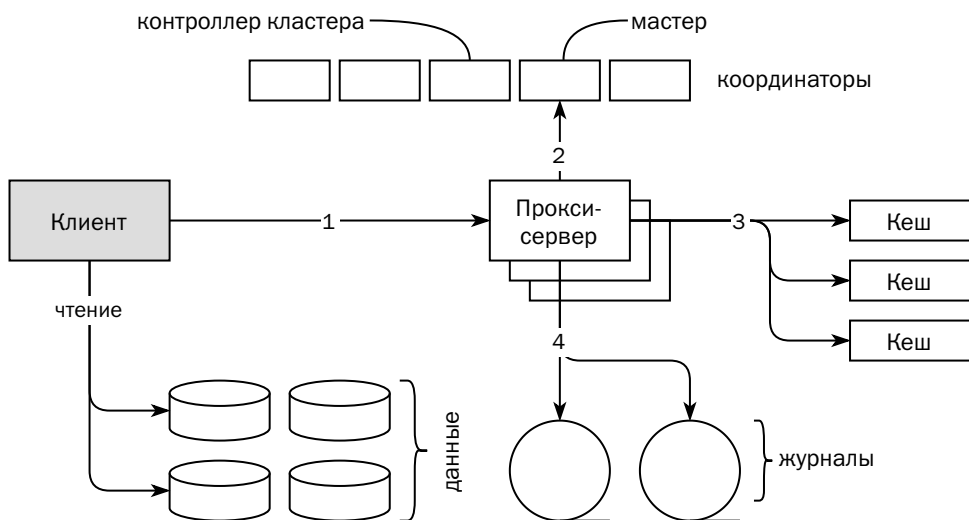 контроллер кластера
мастер
координаторы
2
Клиент
1
Прокси-
сервер
3
Кеш
Кеш
Кеш
чтение
4
данные
журналы